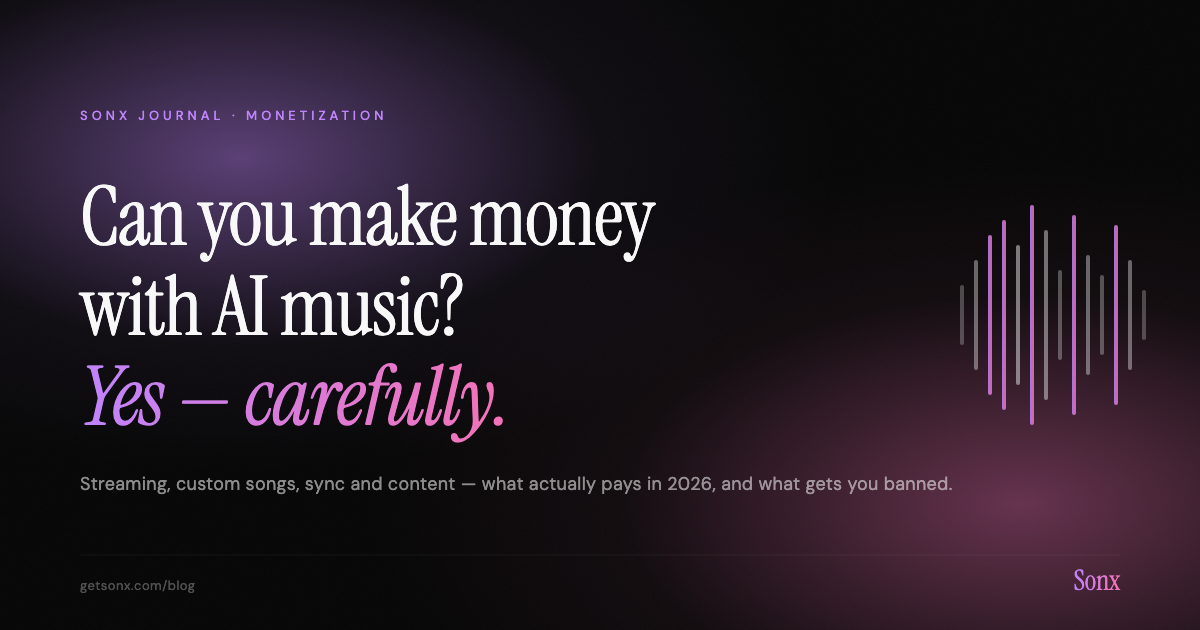 SONX JOURNAL · MONETIZATION
Can you make money
with AI music?
Yes — carefully.
Streaming, custom songs, sync and content — what actually pays in 2026, and what gets you banned.
getsonx.com/blog
Sonx